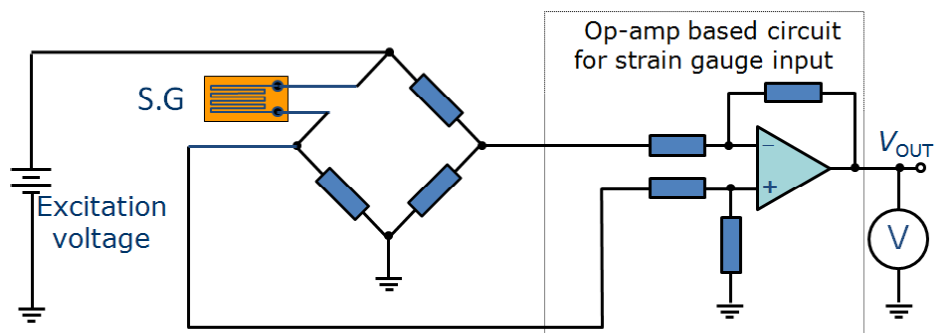 Op-amp based circuit
for strain gauge input
S.G
Excitation
voltage
−
+
VOUT
V